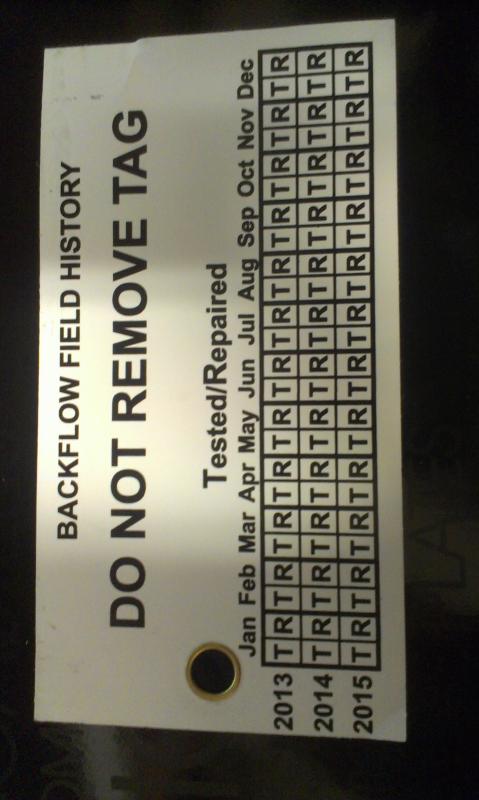 BACKFLOW FIELD HISTORY
DO NOT REMOVE TAG
Tested/Repaired
Jan Feb Mar Apr May Jun Jul Aug Sep Oct Nov Dec
2013 T R T R T R T R T R T R T R T R T R T R T R T R
2014 T R T R T R T R T R T R T R T R T R T R T R T R
2015 T R T R T R T R T R T R T R T R T R T R T R T R